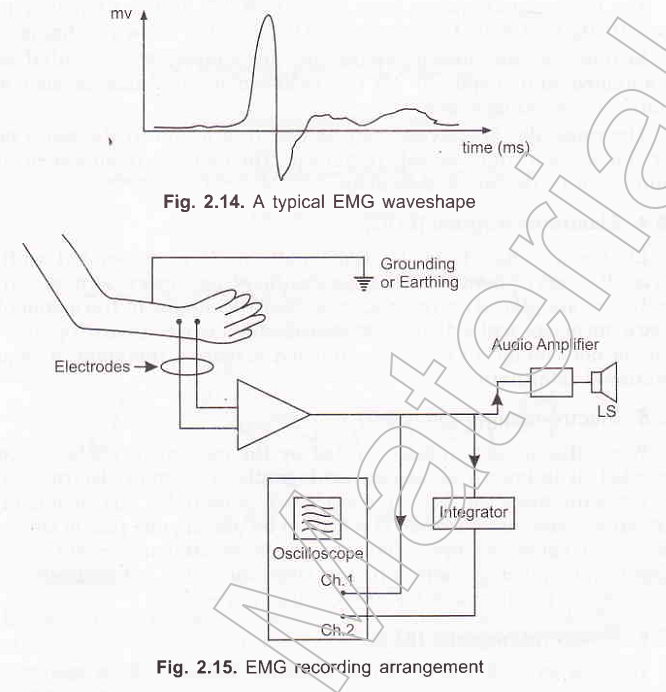 mv
time (ms)
Fig. 2.14. A typical EMG waveshape
Grounding
or Earthing
Audio Amplifier
Electrodes
LS
Integrator
Oscilloscope
Ch.1
Ch.2
Fig. 2.15. EMG recording arrangement
Material